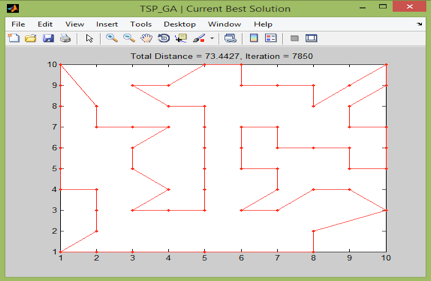 TSP_GA | Current Best Solution
File Edit View Insert Tools Desktop Window Help
Total Distance = 73.4427, Iteration = 7850
10
9
8
7
6
5
4
3
2
1
1 2 3 4 5 6 7 8 9 10